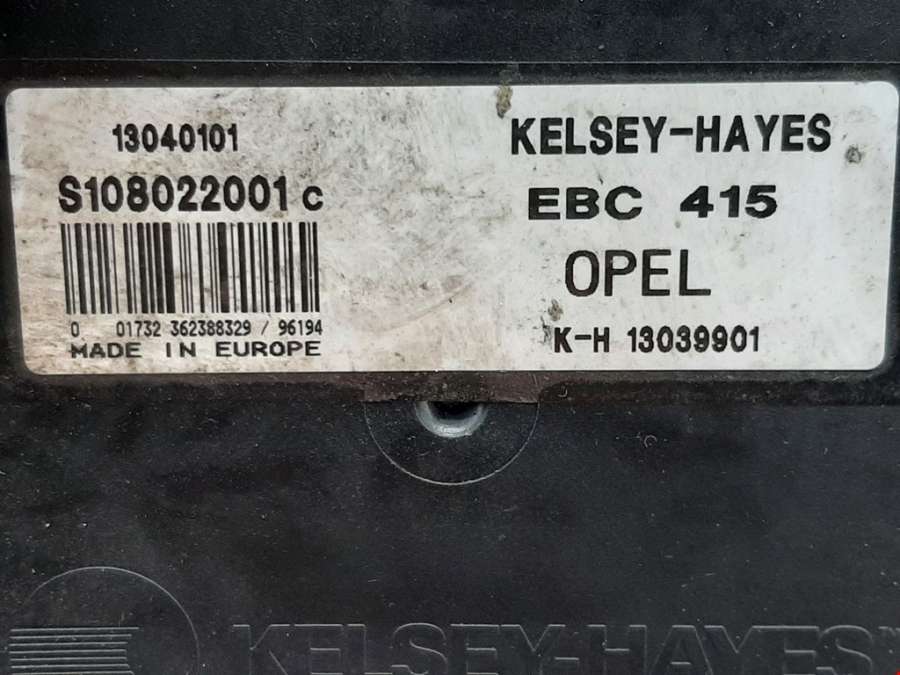 13040101
S108022001 c
0 01732 362388329 / 96194
MADE IN EUROPE
KELSEY-HAYES
EBC 415
OPEL
K-H 13039901
KELSEY-HAYES